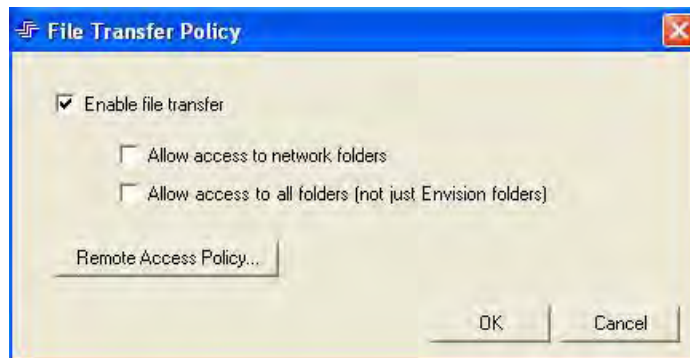 File Transfer Policy
Enable file transfer
Allow access to network folders
Allow access to all folders (not just Envision folders)
Remote Access Policy...
OK Cancel